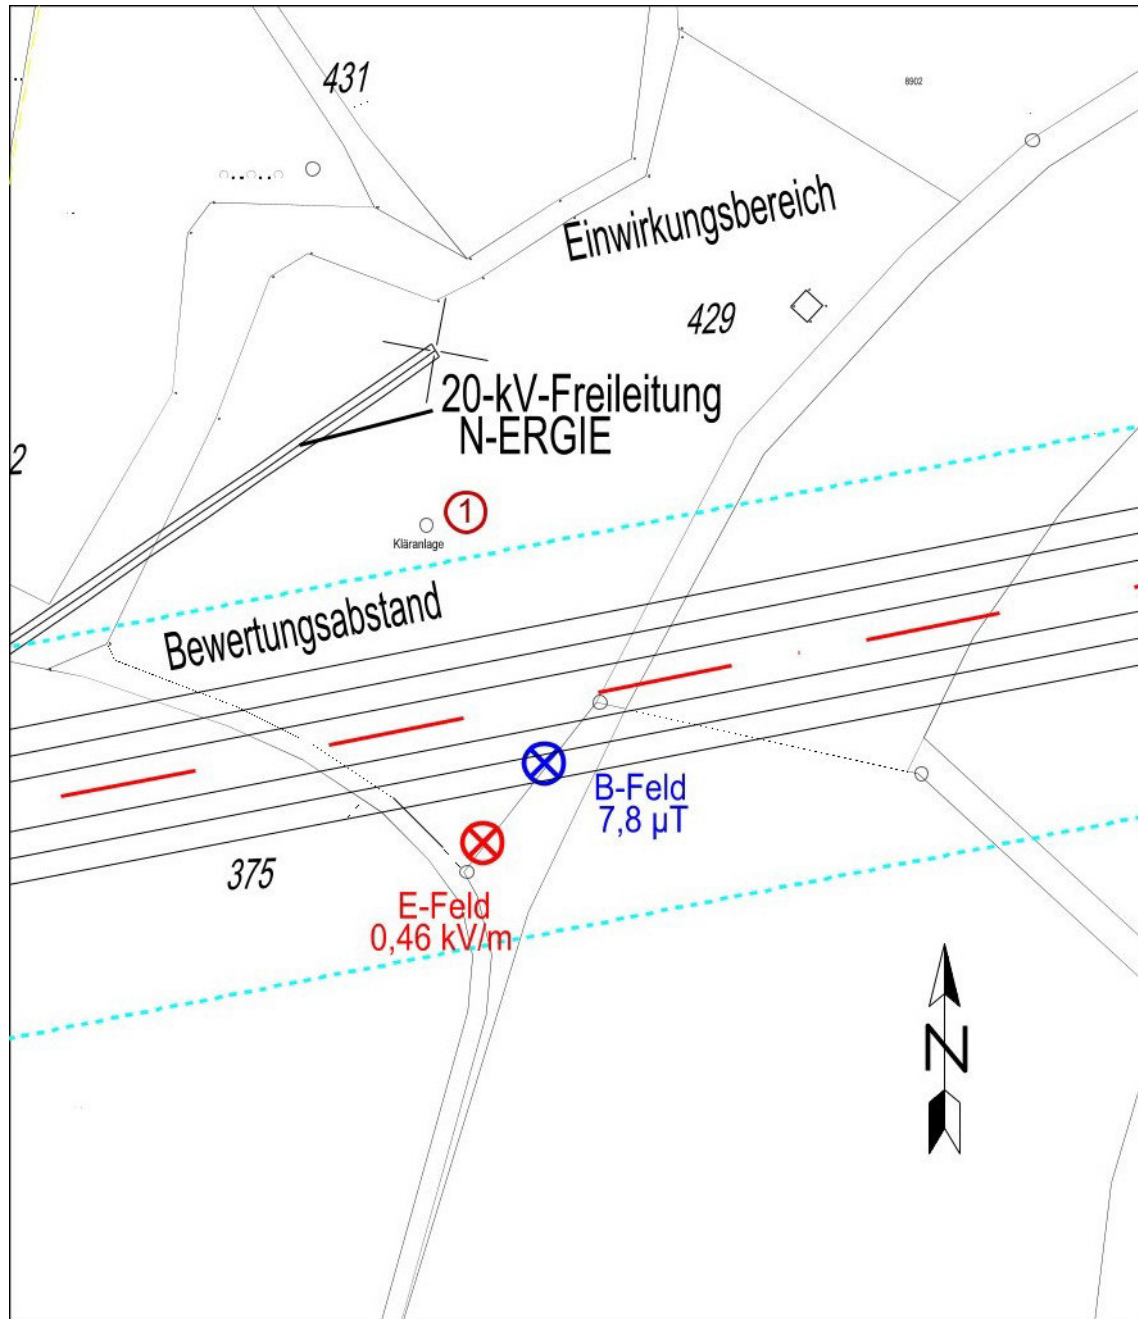 431
8902
Einwirkungsbereich
429
20-kV-Freileitung
N-ERGIE
2
1
Kläranlage
Bewertungsabstand
B-Feld
7,8 µT
375
E-Feld
0,46 kV/m
N